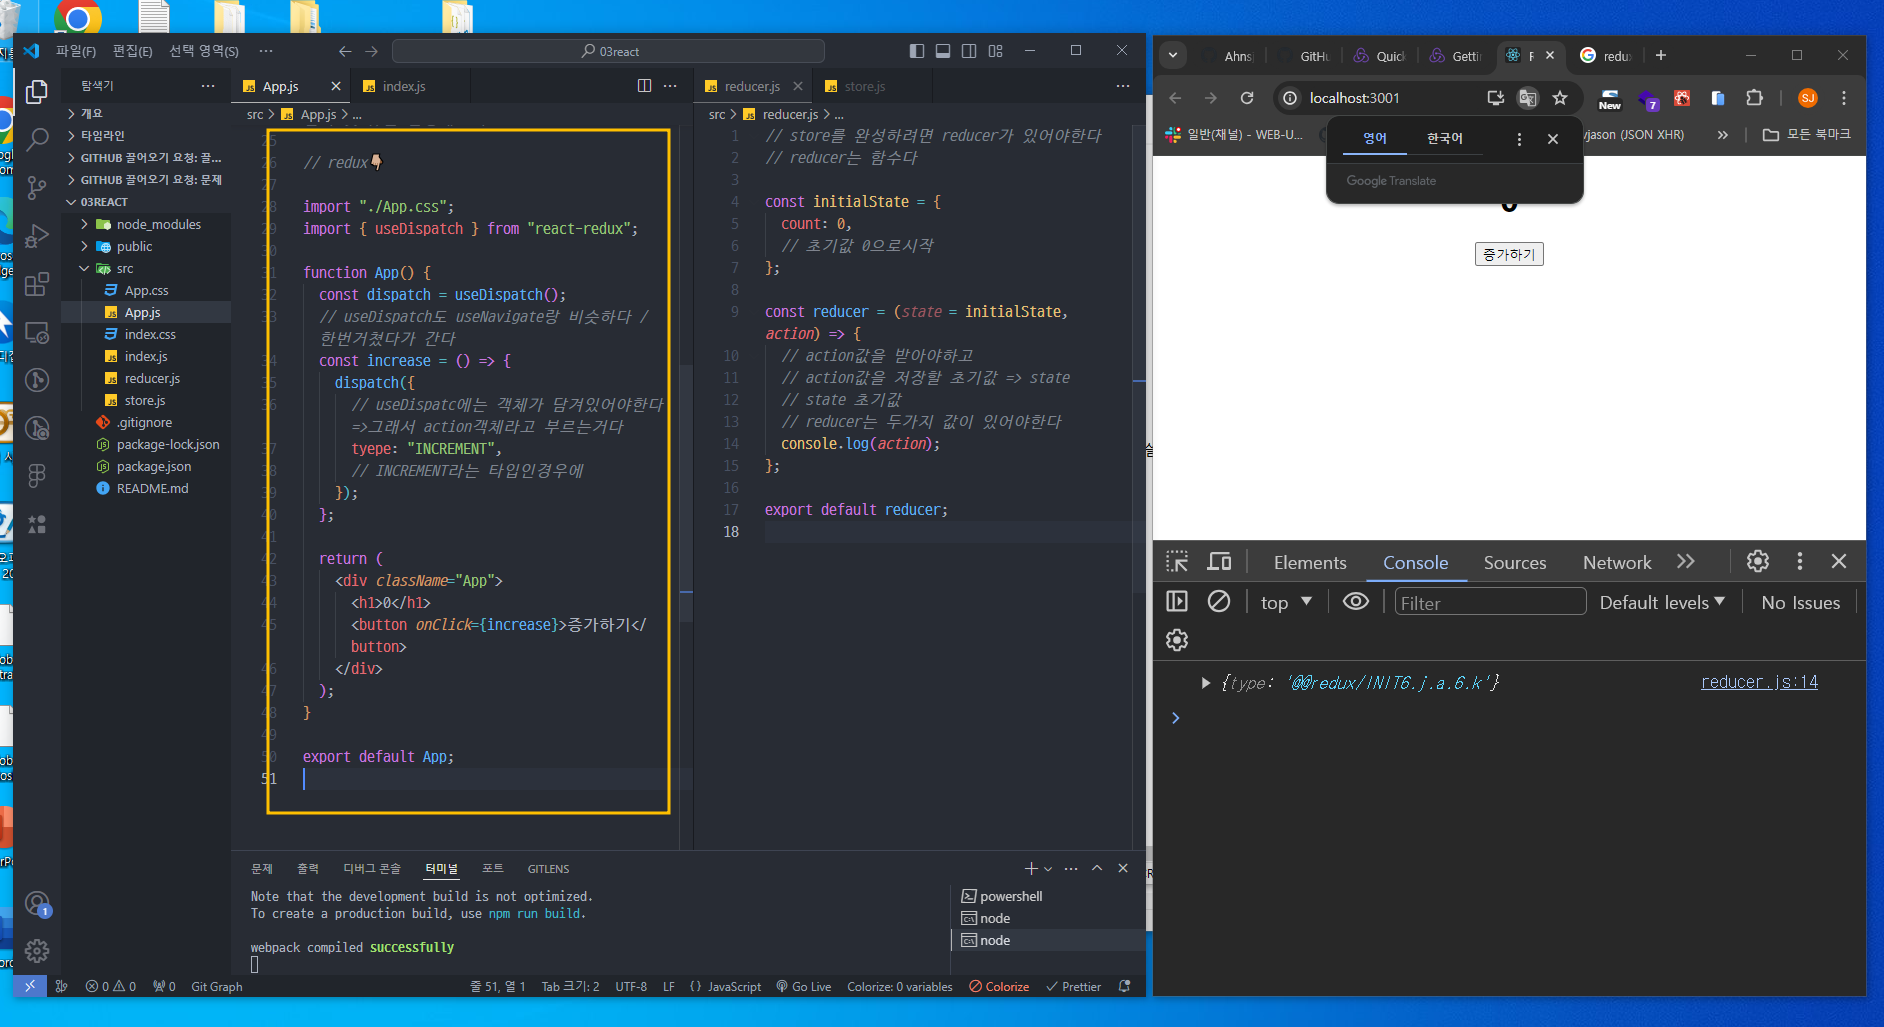 파일(F) 편집(E) 선택 영역(S) ··· 03react
탐색기 ···
개요
타임라인
GITHUB 끌어오기 요청: 끌...
GITHUB 끌어오기 요청: 문제
03REACT
node_modules
public
src
App.css
App.js
index.css
index.js
reducer.js
store.js
.gitignore
package-lock.json
package.json
README.md
App.js index.js
src > App.js > ...
25
26 // redux👇
27
28 import "./App.css";
29 import { useDispatch } from "react-redux";
30
31 function App() {
32 const dispatch = useDispatch();
33 // useDispatch도 useNavigate랑 비슷하다 /
한번거쳤다가 간다
34 const increase = () => {
35 dispatch({
36 // useDispatc에는 객체가 담겨있어야한다
=>그래서 action객체라고 부르는거다
37 tyepe: "INCREMENT",
38 // INCREMENT라는 타입인경우에
39 });
40 };
41
42 return (
43 <div className="App">
44 <h1>0</h1>
45 <button onClick={increase}>증가하기</
button>
46 </div>
47 );
48 }
49
50 export default App;
51
reducer.js store.js
src > reducer.js > ...
1 // store를 완성하려면 reducer가 있어야한다
2 // reducer는 함수다
3
4 const initialState = {
5 count: 0,
6 // 초기값 0으로시작
7 };
8
9 const reducer = (state = initialState,
action) => {
10 // action값을 받아야하고
11 // action값을 저장할 초기값 => state
12 // state 초기값
13 // reducer는 두가지 값이 있어야한다
14 console.log(action);
15 };
16
17 export default reducer;
18
문제 출력 디버그 콘솔 터미널 포트 GITLENS
Note that the development build is not optimized.
To create a production build, use npm run build.
webpack compiled successfully
powershell
node
node
0 0 0 Git Graph 줄 51, 열 1 Tab 크기: 2 UTF-8 LF {} JavaScript Go Live Colorize: 0 variables Colorize Prettier
Ahns GitHu Quick Gettin redu
localhost:3001 New 7 SJ
일반(채널) - WEB-U... vjason (JSON XHR) » 모든 북마크
영어 한국어
Google Translate
증가하기
Elements Console Sources Network
top Filter Default levels No Issues
{type: '@@redux/INIT6.j.a.6.k'} reducer.js:14